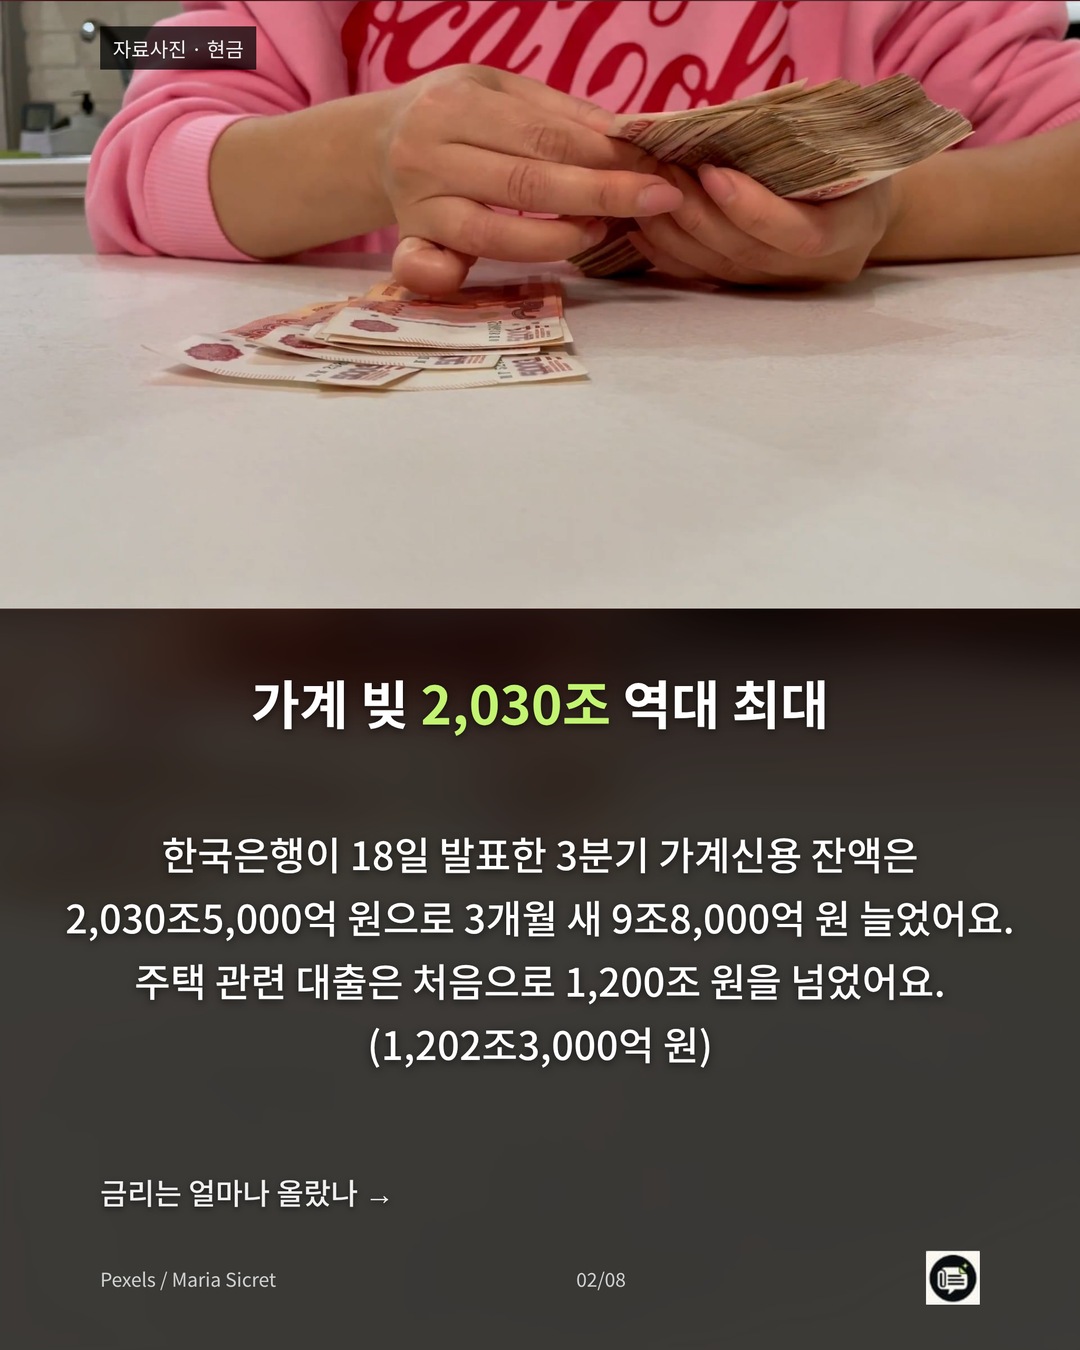 자료사진 · 현금
Coca Cola
가계 빚 2,030조 역대 최대
한국은행이 18일 발표한 3분기 가계신용 잔액은
2,030조5,000억 원으로 3개월 새 9조8,000억 원 늘었어요.
주택 관련 대출은 처음으로 1,200조 원을 넘었어요.
(1,202조3,000억 원)
금리는 얼마나 올랐나 →
Pexels / Maria Sicret
02/08